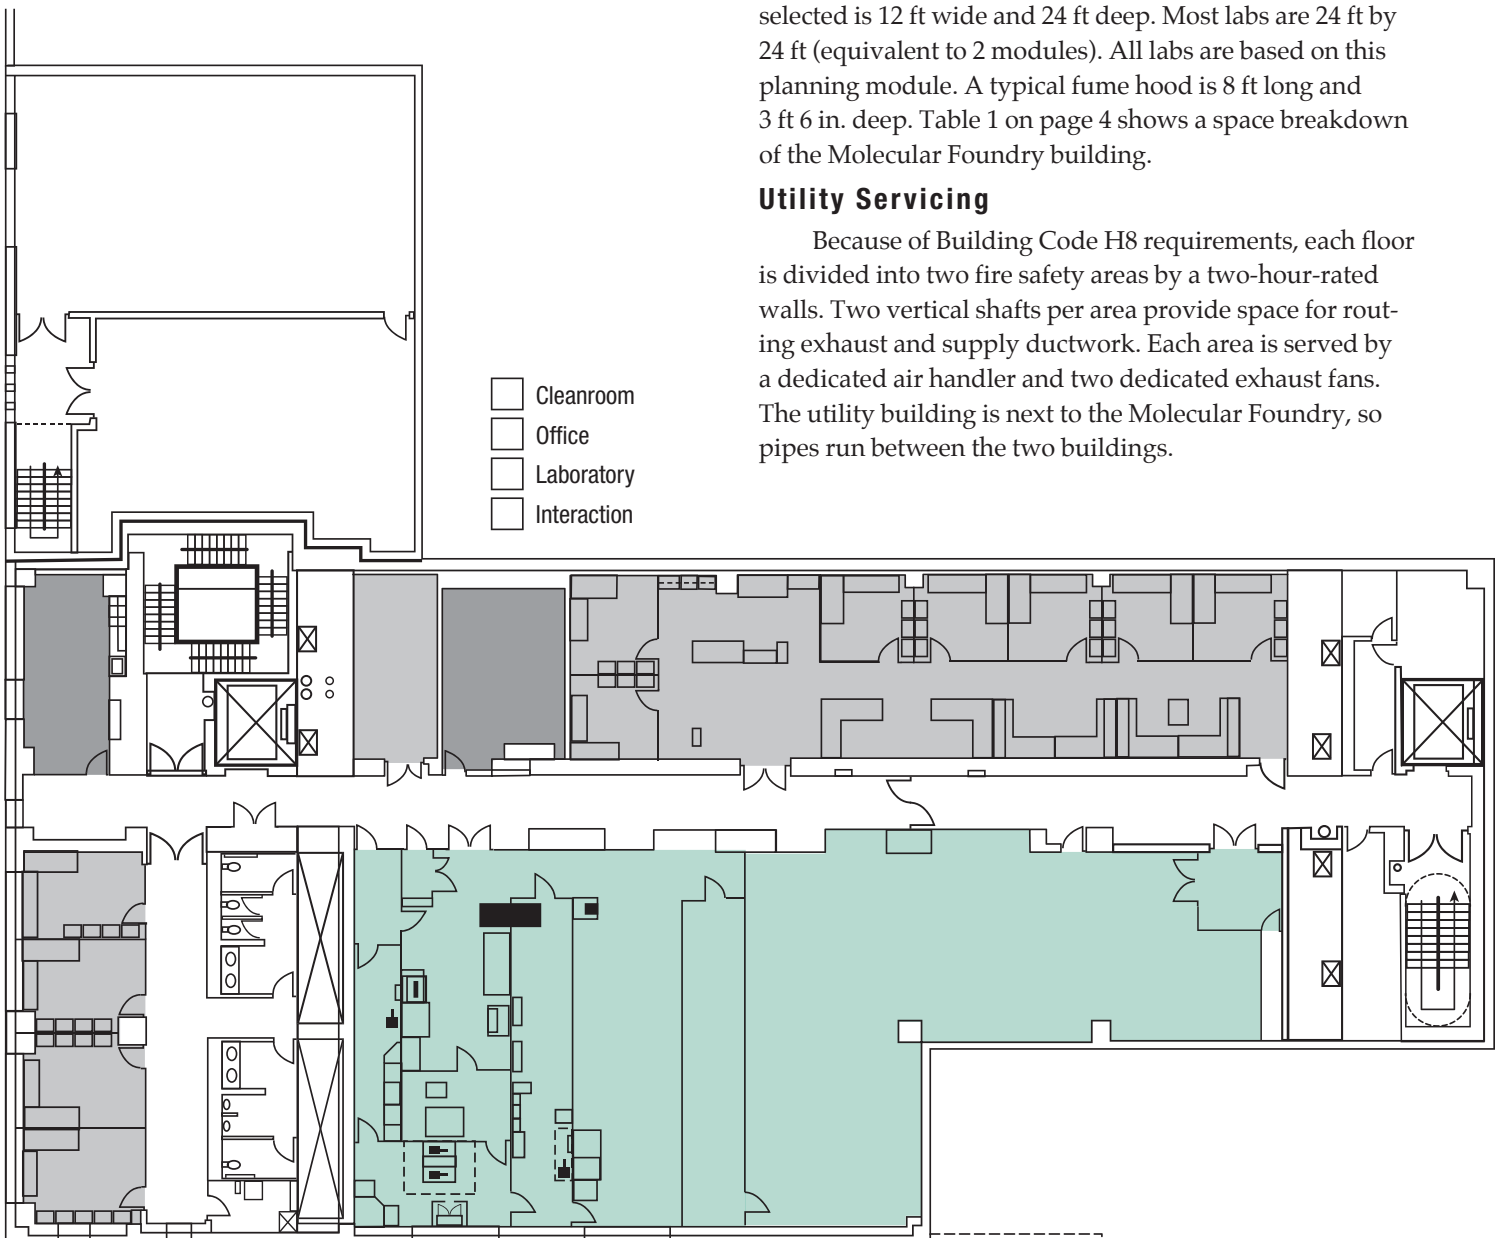 selected is 12 ft wide and 24 ft deep. Most labs are 24 ft by
24 ft (equivalent to 2 modules). All labs are based on this
planning module. A typical fume hood is 8 ft long and
3 ft 6 in. deep. Table 1 on page 4 shows a space breakdown
of the Molecular Foundry building.
Utility Servicing
Because of Building Code H8 requirements, each floor
is divided into two fire safety areas by a two-hour-rated
walls. Two vertical shafts per area provide space for rout-
ing exhaust and supply ductwork. Each area is served by
a dedicated air handler and two dedicated exhaust fans.
The utility building is next to the Molecular Foundry, so
pipes run between the two buildings.
Cleanroom
Office
Laboratory
Interaction